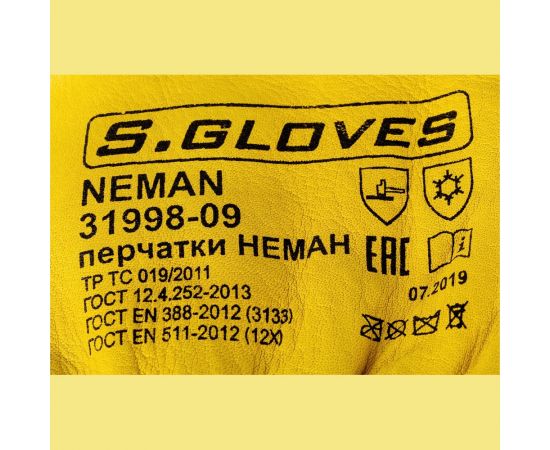 S.GLOVES
NEMAN
31998-09
перчатки НЕМАН
ТР ТС 019/2011
ГОСТ 12.4.252-2013
ГОСТ EN 388-2012 (3133)
ГОСТ EN 511-2012 (12X)
EAC
i
07.2019